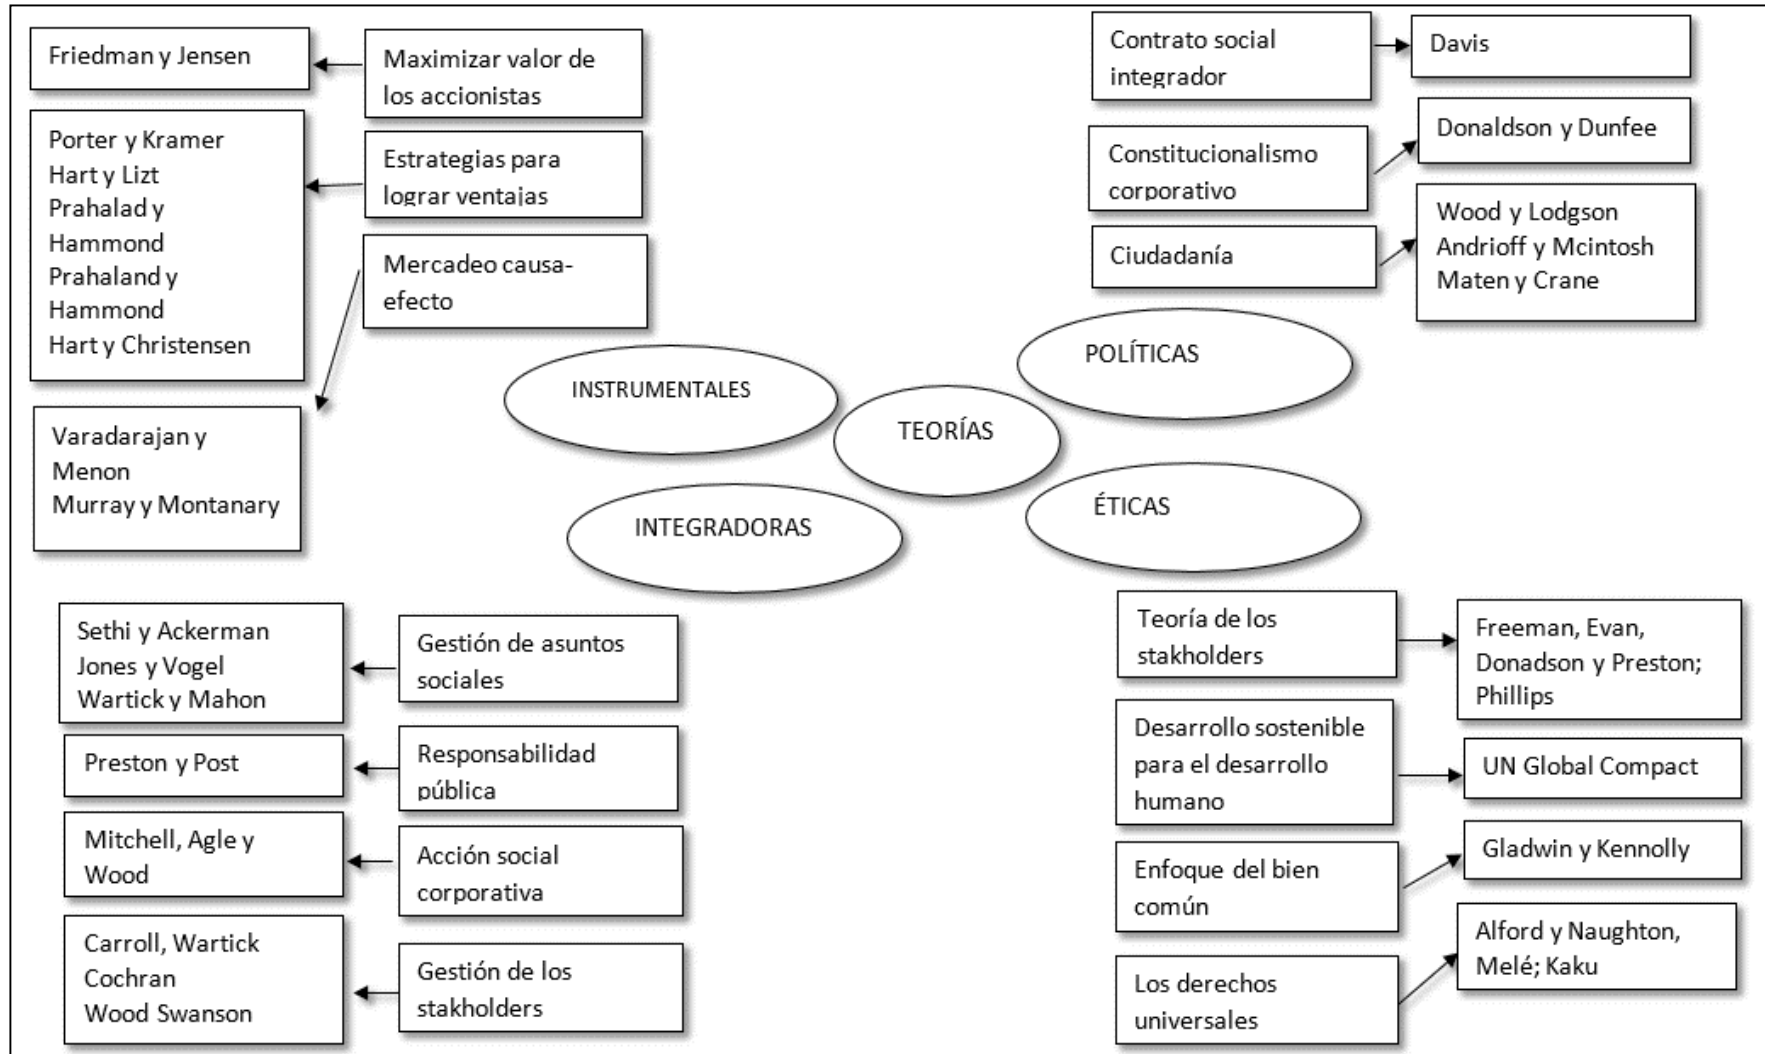 Friedman y Jensen
Maximizar valor de
los accionistas
Porter y Kramer
Hart y Lizt
Prahalad y
Hammond
Prahaland y
Hammond
Hart y Christensen
Estrategias para
lograr ventajas
Mercadeo causa-
efecto
Varadarajan y
Menon
Murray y Montanary
Contrato social
integrador
Davis
Constitucionalismo
corporativo
Donaldson y Dunfee
Ciudadanía
Wood y Lodgson
Andrioff y Mcintosh
Maten y Crane
INSTRUMENTALES
POLÍTICAS
TEORÍAS
INTEGRADORAS
ÉTICAS
Sethi y Ackerman
Jones y Vogel
Wartick y Mahon
Gestión de asuntos
sociales
Preston y Post
Responsabilidad
pública
Mitchell, Agle y
Wood
Acción social
corporativa
Carroll, Wartick
Cochran
Wood Swanson
Gestión de los
stakholders
Teoría de los
stakholders
Freeman, Evan,
Donadson y Preston;
Phillips
Desarrollo sostenible
para el desarrollo
humano
UN Global Compact
Enfoque del bien
común
Gladwin y Kennolly
Los derechos
universales
Alford y Naughton,
Melé; Kaku